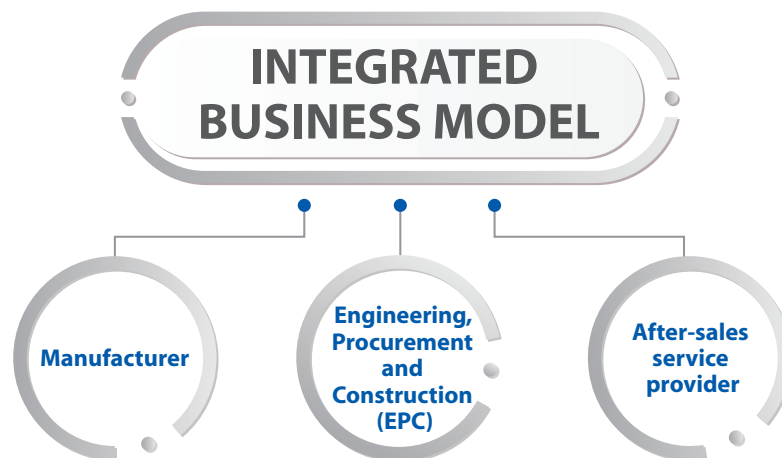 INTEGRATED
BUSINESS MODEL
Manufacturer
Engineering,
Procurement
and
Construction
(EPC)
After-sales
service
provider